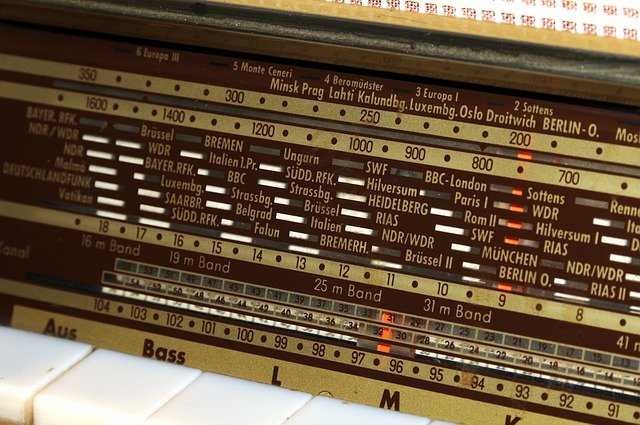 6 Europa III 5 Monte Ceneri 4 Beromünster 3 Europa I 2 Sottens
350 300 250 200
Minsk Prag Lahti Kalundbg. Luxembg. Oslo Droitwich BERLIN-O.
1600 1400 1200 1000 900 800 700
BAYER. RFK. Brüssel BREMEN Ungarn SWF BBC-London Sottens
NDR/WDR WDR Italien I.Pr. SÜDD.RFK. Hilversum Paris I WDR
NDR BAYER.RFK. BBC Strassbg. HEIDELBERG Rom II Hilversum I
Malmö Luxembg. Strassbg. Brüssel RIAS SWF RIAS
DEUTSCHLANDFUNK SAARBR. Belgrad Italien NDR/WDR MÜNCHEN NDR/WDR
Vatikan SÜDD.RFK Falun BREMERH. Brüssel II BERLIN O. RIAS II
18 17 16 15 14 13 12 11 10 9 8
16 m Band 19 m Band 25 m Band 31 m Band 41
104 103 102 101 100 99 98 97 96 95 94 93 92 91
Aus Bass L M K